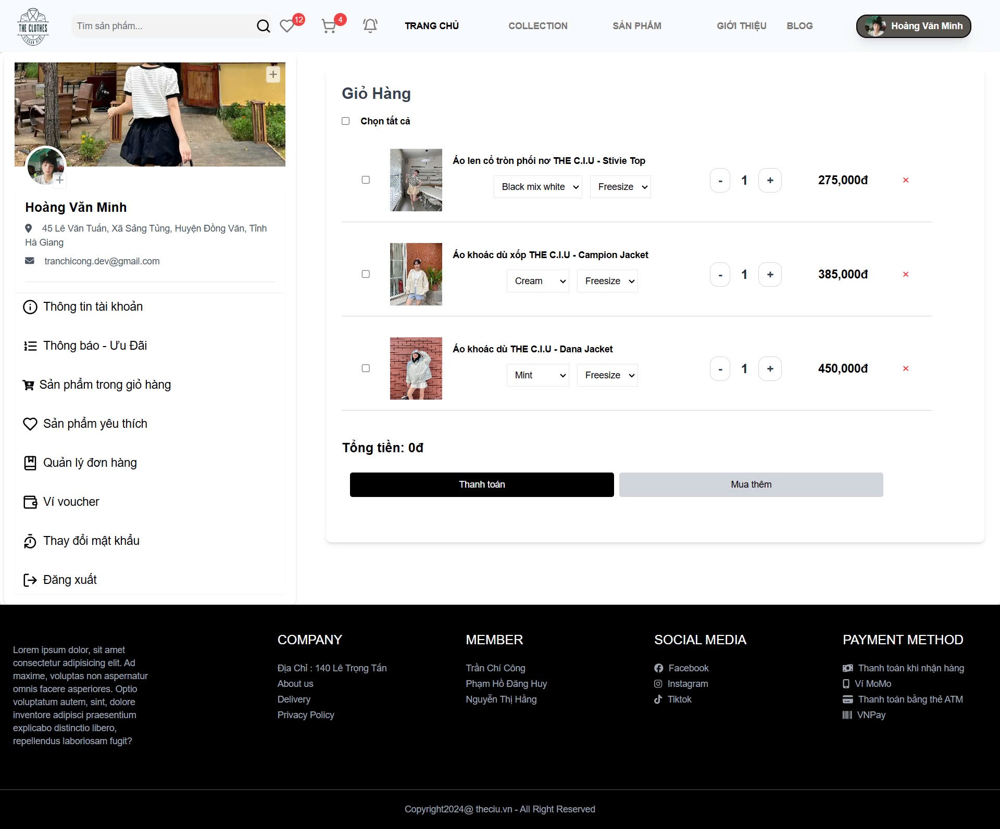 THE CLOTHES
Tìm sản phẩm...
12
4
TRANG CHỦ
COLLECTION
SẢN PHẨM
GIỚI THIỆU
BLOG
Hoàng Văn Minh
Hoàng Văn Minh
45 Lê Văn Tuấn, Xã Sảng Tủng, Huyện Đồng Văn, Tỉnh
Hà Giang
tranchicong.dev@gmail.com
Thông tin tài khoản
Thông báo - Ưu Đãi
Sản phẩm trong giỏ hàng
Sản phẩm yêu thích
Quản lý đơn hàng
Ví voucher
Thay đổi mật khẩu
Đăng xuất
Giỏ Hàng
Chọn tất cả
Áo len cổ tròn phối nơ THE C.I.U - Stivie Top
Black mix white
Freesize
- 1 +
275,000đ
×
Áo khoác dù xốp THE C.I.U - Campion Jacket
Cream
Freesize
- 1 +
385,000đ
×
Áo khoác dù THE C.I.U - Dana Jacket
Mint
Freesize
- 1 +
450,000đ
×
Tổng tiền: 0đ
Thanh toán
Mua thêm
Lorem ipsum dolor, sit amet
consectetur adipisicing elit. Ad
maxime, voluptas non aspernatur
omnis facere asperiores. Optio
voluptatum autem, sint, dolore
inventore adipisci praesentium
explicabo distinctio libero,
repellendus laboriosam fugit?
COMPANY
Địa Chỉ : 140 Lê Trọng Tấn
About us
Delivery
Privacy Policy
MEMBER
Trần Chí Công
Phạm Hồ Đăng Huy
Nguyễn Thị Hằng
SOCIAL MEDIA
Facebook
Instagram
Tiktok
PAYMENT METHOD
Thanh toán khi nhận hàng
Ví MoMo
Thanh toán bằng thẻ ATM
VNPay
Copyright2024@ theciu.vn - All Right Reserved